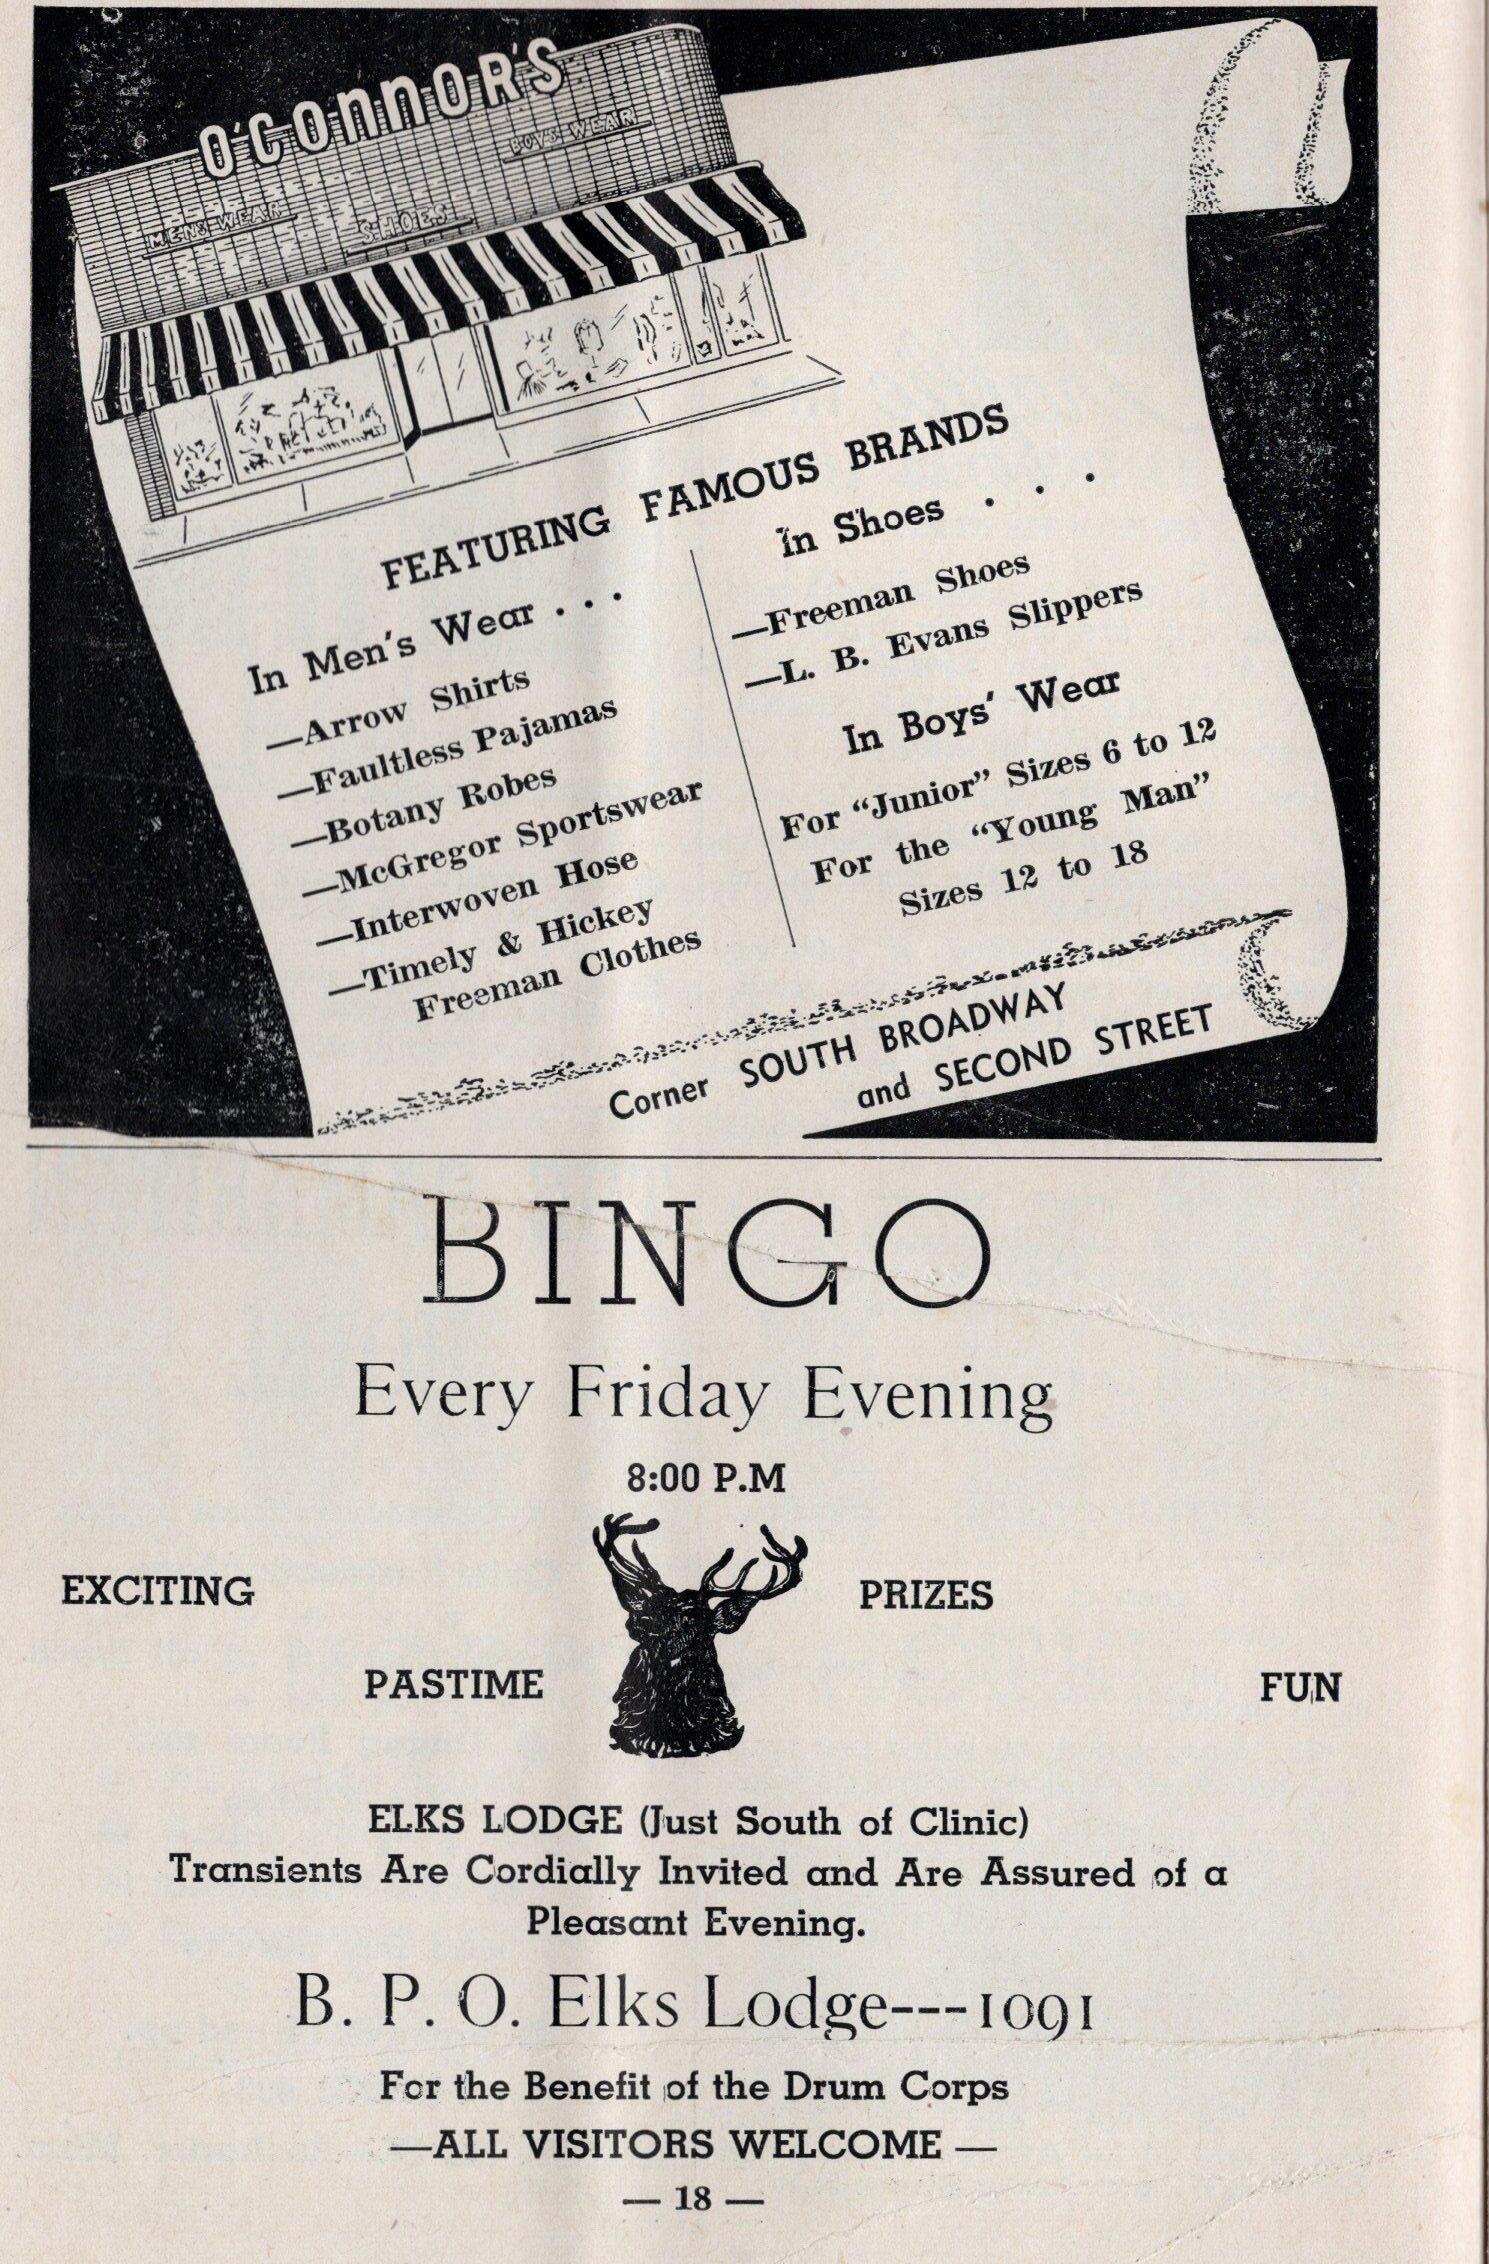 O'CONNOR'S
BOYS WEAR
MENS WEAR
SHOES
FEATURING FAMOUS BRANDS
In Men's Wear . . .
—Arrow Shirts
—Faultless Pajamas
—Botany Robes
—McGregor Sportswear
—Interwoven Hose
—Timely & Hickey
Freeman Clothes
In Shoes . . .
—Freeman Shoes
—L. B. Evans Slippers
In Boys' Wear
For "Junior" Sizes 6 to 12
For the "Young Man"
Sizes 12 to 18
Corner SOUTH BROADWAY
and SECOND STREET
BINGO
Every Friday Evening
8:00 P.M
EXCITING
PRIZES
PASTIME
FUN
ELKS LODGE (Just South of Clinic)
Transients Are Cordially Invited and Are Assured of a
Pleasant Evening.
B. P. O. Elks Lodge---1091
For the Benefit of the Drum Corps
—ALL VISITORS WELCOME —
— 18 —